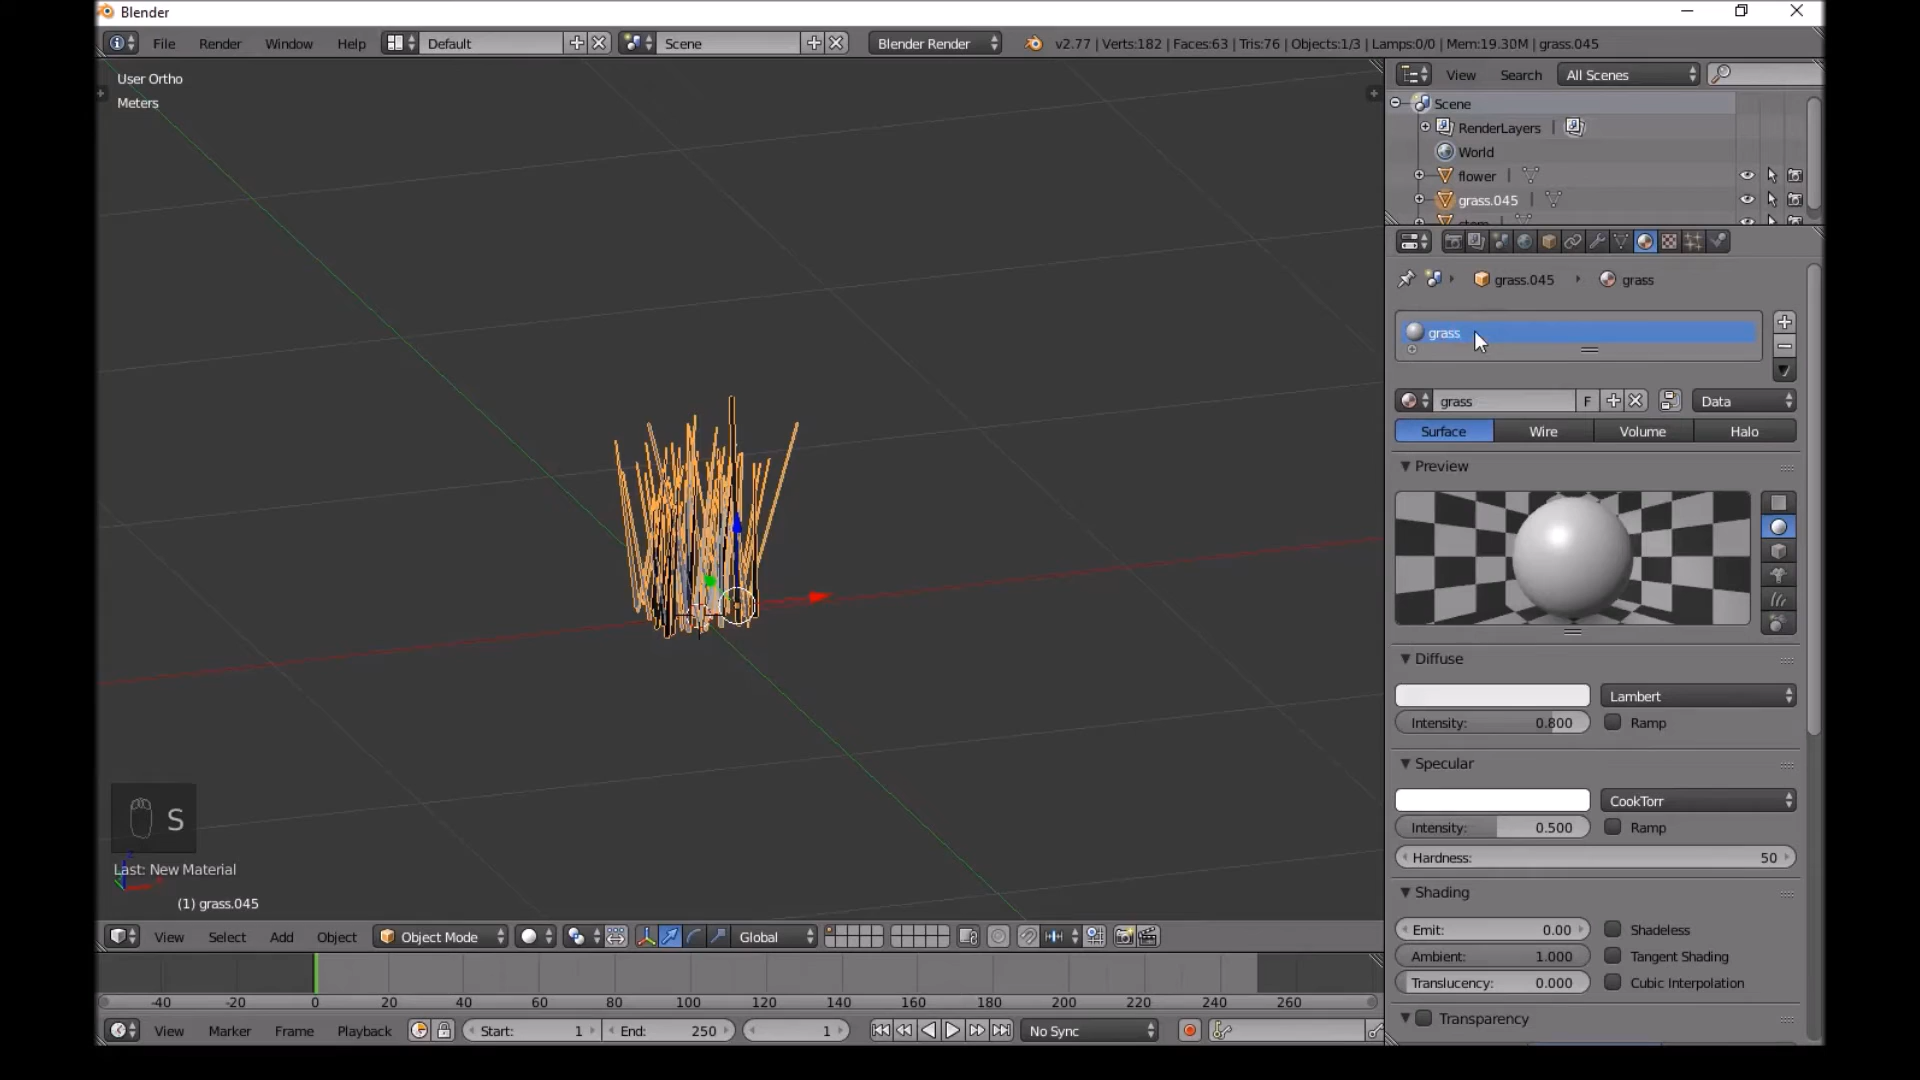 Blender
File Render Window Help Default Scene Blender Render v2.77 | Verts:182 | Faces:63 | Tris:76 | Objects:1/3 | Lamps:0/0 | Mem:19.30M | grass.045
User Ortho
Meters
View Search All Scenes
Scene
RenderLayers
World
flower
grass.045
grass.045 grass
grass
grass F Data
Surface Wire Volume Halo
Preview
Diffuse
Lambert
Intensity: 0.800 Ramp
Specular
CookTorr
Intensity: 0.500 Ramp
Hardness: 50
Shading
Emit: 0.00 Shadeless
Ambient: 1.000 Tangent Shading
Translucency: 0.000 Cubic Interpolation
Transparency
S
Last: New Material
(1) grass.045
View Select Add Object Object Mode Global
-40 -20 0 20 40 60 80 100 120 140 160 180 200 220 240 260
View Marker Frame Playback Start: 1 End: 250 1 No Sync